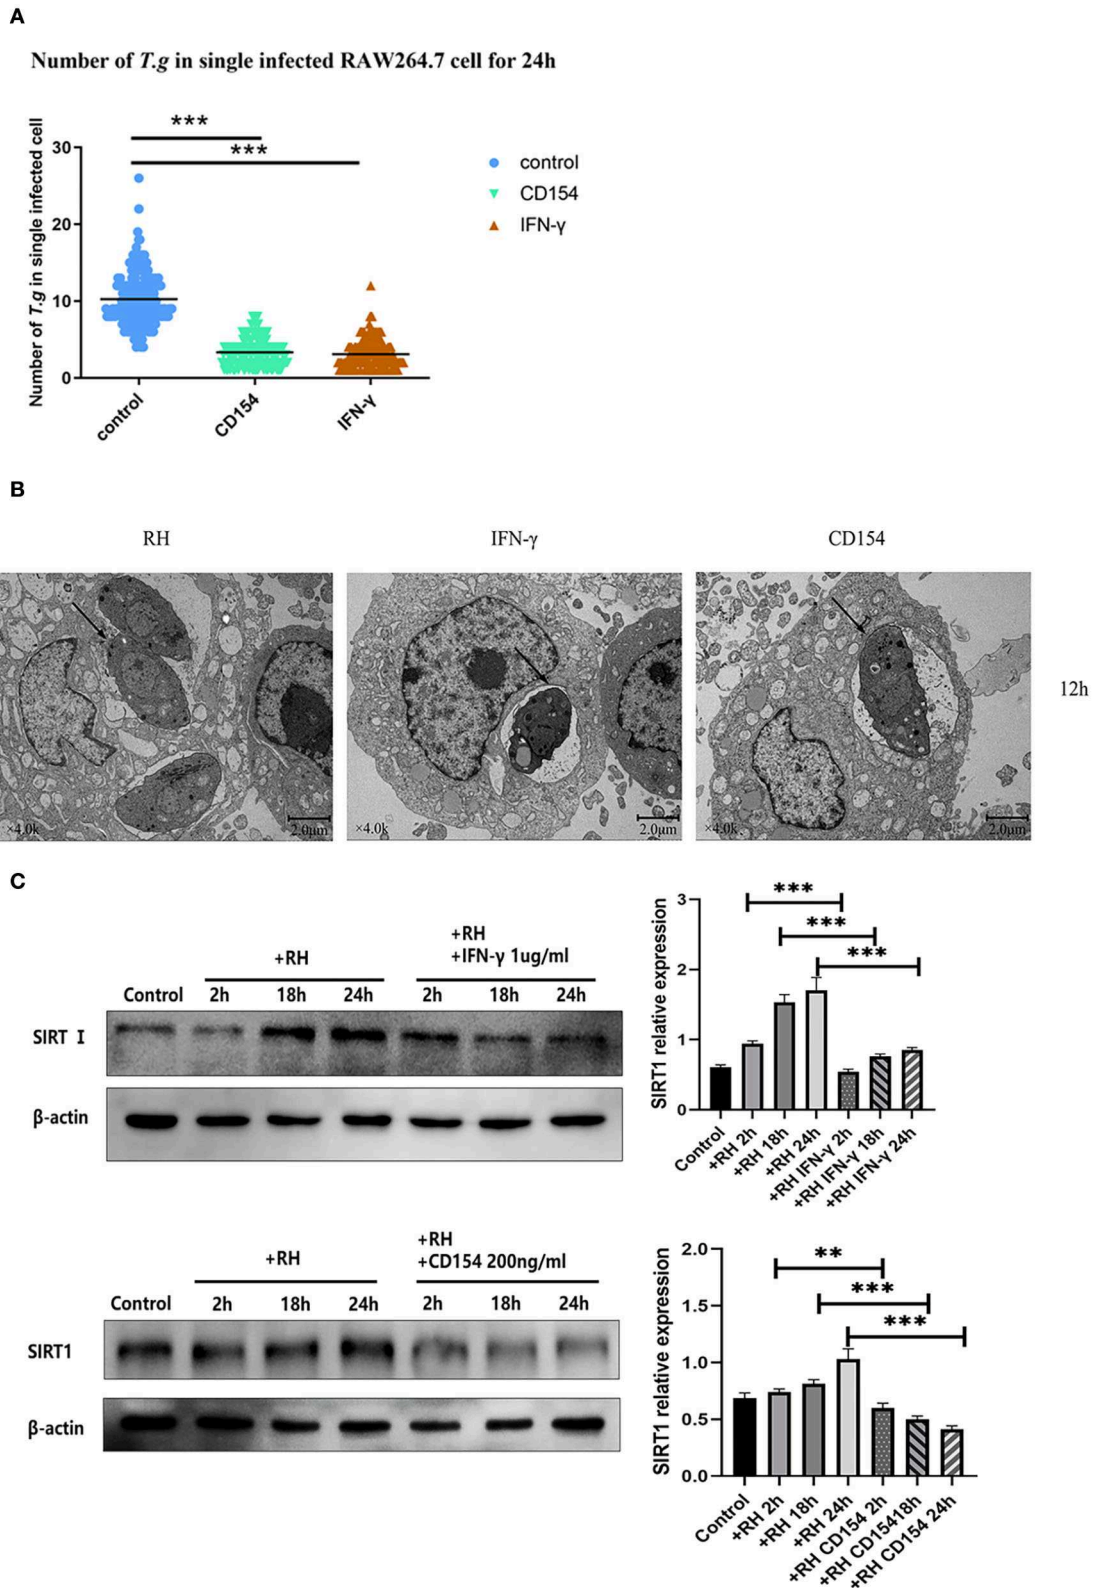 A
Number of T.g in single infected RAW264.7 cell for 24h
Number of T.g in single infected cell
30
20
10
0
***
***
control
CD154
IFN-γ
control
CD154
IFN-γ
B
RH
IFN-γ
CD154
12h
×4.0k
2.0μm
×4.0k
2.0μm
×4.0k
2.0μm
C
+RH
+RH
+IFN-γ 1ug/ml
Control 2h 18h 24h 2h 18h 24h
SIRT I
β-actin
SIRT1 relative expression
3
2
1
0
***
***
***
Control
+RH 2h
+RH 18h
+RH 24h
+RH IFN-γ 2h
+RH IFN-γ 18h
+RH IFN-γ 24h
+RH
+RH
+CD154 200ng/ml
Control 2h 18h 24h 2h 18h 24h
SIRT1
β-actin
SIRT1 relative expression
2.0
1.5
1.0
0.5
0.0
**
***
***
Control
+RH 2h
+RH 18h
+RH 24h
+RH CD154 2h
+RH CD15418h
+RH CD154 24h